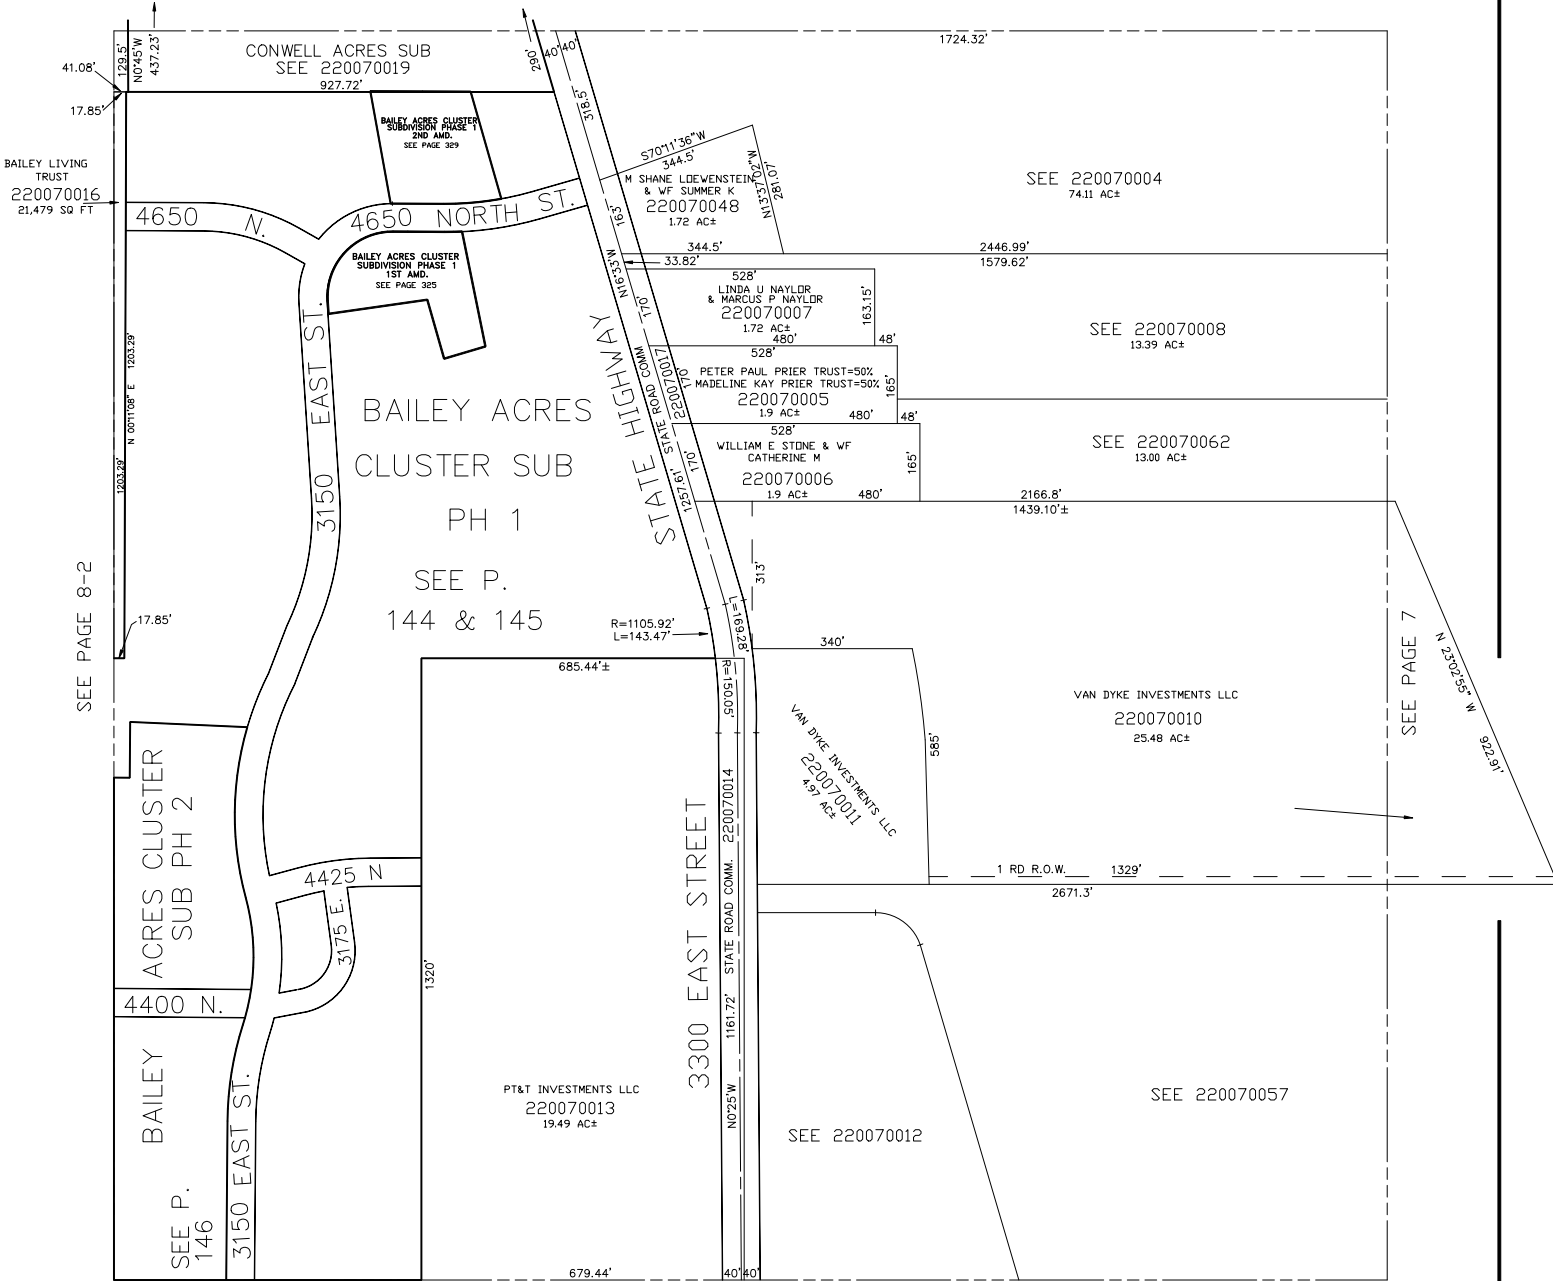 129.5'
N0°45'W
437.23'
CONWELL ACRES SUB
SEE 220070019
927.72'
41.08'
17.85'
290'
40'40'
1724.32'
318.5'
BAILEY ACRES CLUSTER
SUBDIVISION PHASE 1
2ND AMD.
SEE PAGE 329
S70°11'36"W
344.5'
M SHANE LOEWENSTEIN
& WF SUMMER K
220070048
1.72 AC±
N13°37'02"W
281.07'
SEE 220070004
74.11 AC±
BAILEY LIVING
TRUST
220070016
21,479 SQ FT
4650 N.
4650 NORTH ST.
163'
344.5'
2446.99'
33.82'
1579.62'
BAILEY ACRES CLUSTER
SUBDIVISION PHASE 1
1ST AMD.
SEE PAGE 325
N16°33'W
170'
528'
LINDA U NAYLOR
& MARCUS P NAYLOR
220070007
1.72 AC±
480'
163.15'
48'
SEE 220070008
13.39 AC±
N 00°11'08" E 1203.29'
1203.29'
3150 EAST ST.
STATE HIGHWAY
STATE ROAD COMM
220070017
170'
528'
PETER PAUL PRIER TRUST=50%
MADELINE KAY PRIER TRUST=50%
220070005
1.9 AC±
480'
165'
48'
BAILEY ACRES
CLUSTER SUB
PH 1
SEE P.
144 & 145
528'
WILLIAM E STONE & WF
CATHERINE M
220070006
1.9 AC±
480'
165'
170'
1257.61'
SEE 220070062
13.00 AC±
2166.8'
1439.10'±
313'
SEE PAGE 8-2
17.85'
R=1105.92'
L=143.47'
L=169.28'
R=150.05'
685.44'±
340'
VAN DYKE INVESTMENTS LLC
220070011
4.97 AC±
585'
VAN DYKE INVESTMENTS LLC
220070010
25.48 AC±
SEE PAGE 7
N 23°02'55" W
922.91'
BAILEY ACRES CLUSTER
SUB PH 2
4425 N
3175 E.
4400 N.
1320'
3300 EAST STREET
N0°25'W 1161.72' STATE ROAD COMM. 220070014
1 RD R.O.W.
1329'
2671.3'
PT&T INVESTMENTS LLC
220070013
19.49 AC±
SEE 220070012
SEE 220070057
SEE P.
146
3150 EAST ST.
679.44'
40'40'